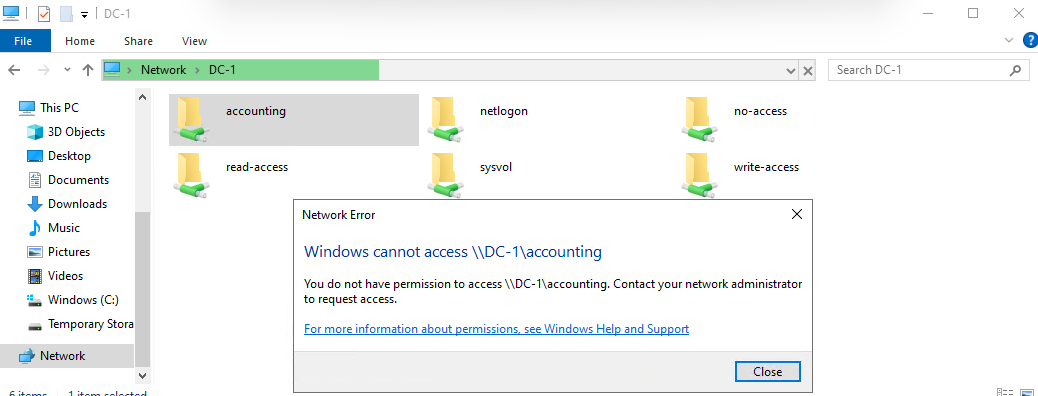 DC-1
File Home Share View
Network DC-1 Search DC-1
This PC
3D Objects
Desktop
Documents
Downloads
Music
Pictures
Videos
Windows (C:)
Temporary Stora
Network
accounting netlogon no-access
read-access sysvol write-access
Network Error
Windows cannot access \\DC-1\accounting
You do not have permission to access \\DC-1\accounting. Contact your network administrator
to request access.
For more information about permissions, see Windows Help and Support
Close
6 items 1 item selected